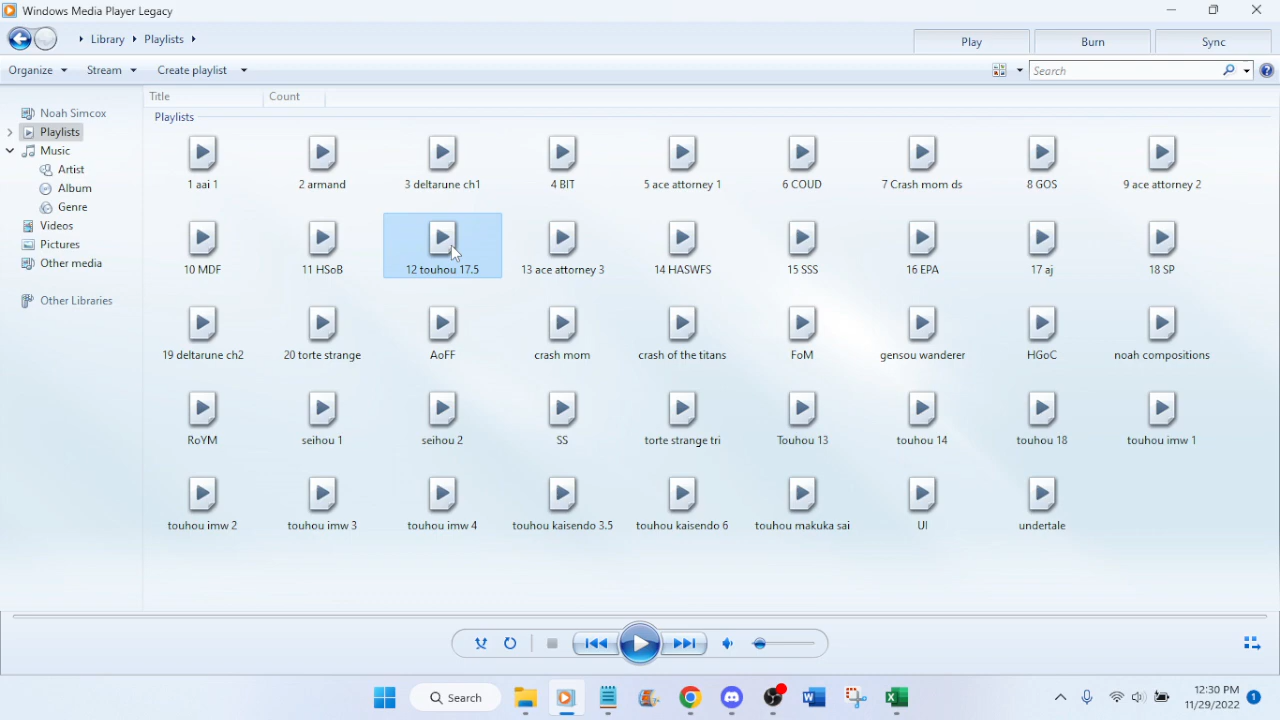 Windows Media Player Legacy
Library Playlists
Play Burn Sync
Organize Stream Create playlist
Search
Noah Simcox
Playlists
Music
Artist
Album
Genre
Videos
Pictures
Other media
Other Libraries
Title Count
Playlists
1 aai 1 2 armand 3 deltarune ch1 4 BIT 5 ace attorney 1 6 COUD 7 Crash mom ds 8 GOS 9 ace attorney 2
10 MDF 11 HSoB 12 touhou 17.5 13 ace attorney 3 14 HASWFS 15 SSS 16 EPA 17 aj 18 SP
19 deltarune ch2 20 torte strange AoFF crash mom crash of the titans FoM gensou wanderer HGoC noah compositions
RoYM seihou 1 seihou 2 SS torte strange tri Touhou 13 touhou 14 touhou 18 touhou imw 1
touhou imw 2 touhou imw 3 touhou imw 4 touhou kaisendo 3.5 touhou kaisendo 6 touhou makuka sai UI undertale
Search
12:30 PM
11/29/2022
1